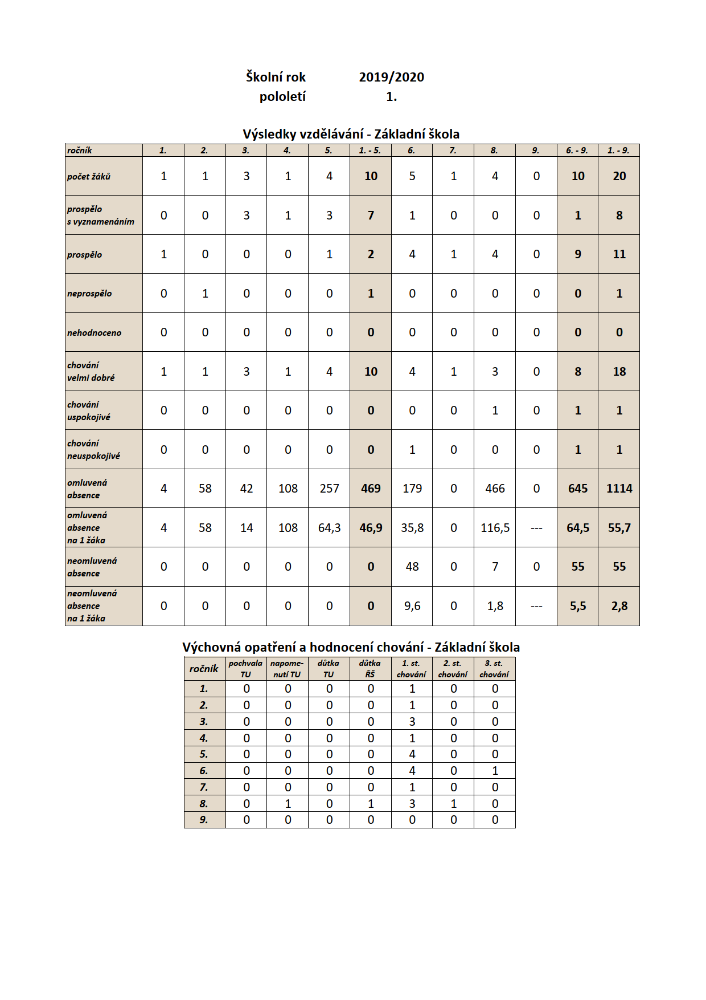 Školní rok 2019/2020
pololetí 1.
Výsledky vzdělávání - Základní škola
ročník 1. 2. 3. 4. 5. 1. - 5. 6. 7. 8. 9. 6. - 9. 1. - 9.
počet žáků 1 1 3 1 4 10 5 1 4 0 10 20
prospělo
s vyznamenáním 0 0 3 1 3 7 1 0 0 0 1 8
prospělo 1 0 0 0 1 2 4 1 4 0 9 11
neprospělo 0 1 0 0 0 1 0 0 0 0 0 1
nehodnoceno 0 0 0 0 0 0 0 0 0 0 0 0
chování
velmi dobré 1 1 3 1 4 10 4 1 3 0 8 18
chování
uspokojivé 0 0 0 0 0 0 0 0 1 0 1 1
chování
neuspokojivé 0 0 0 0 0 0 1 0 0 0 1 1
omluvená
absence 4 58 42 108 257 469 179 0 466 0 645 1114
omluvená
absence 4 58 14 108 64,3 46,9 35,8 0 116,5 --- 64,5 55,7
na 1 žáka
neomluvená
absence 0 0 0 0 0 0 48 0 7 0 55 55
neomluvená
absence 0 0 0 0 0 0 9,6 0 1,8 --- 5,5 2,8
na 1 žáka
Výchovná opatření a hodnocení chování - Základní škola
ročník pochvala napome- důtka důtka 1. st. 2. st. 3. st.
TU nutí TU TU ŘŠ chování chování chování
1. 0 0 0 0 1 0 0
2. 0 0 0 0 1 0 0
3. 0 0 0 0 3 0 0
4. 0 0 0 0 1 0 0
5. 0 0 0 0 4 0 0
6. 0 0 0 0 4 0 1
7. 0 0 0 0 1 0 0
8. 0 1 0 1 3 1 0
9. 0 0 0 0 0 0 0